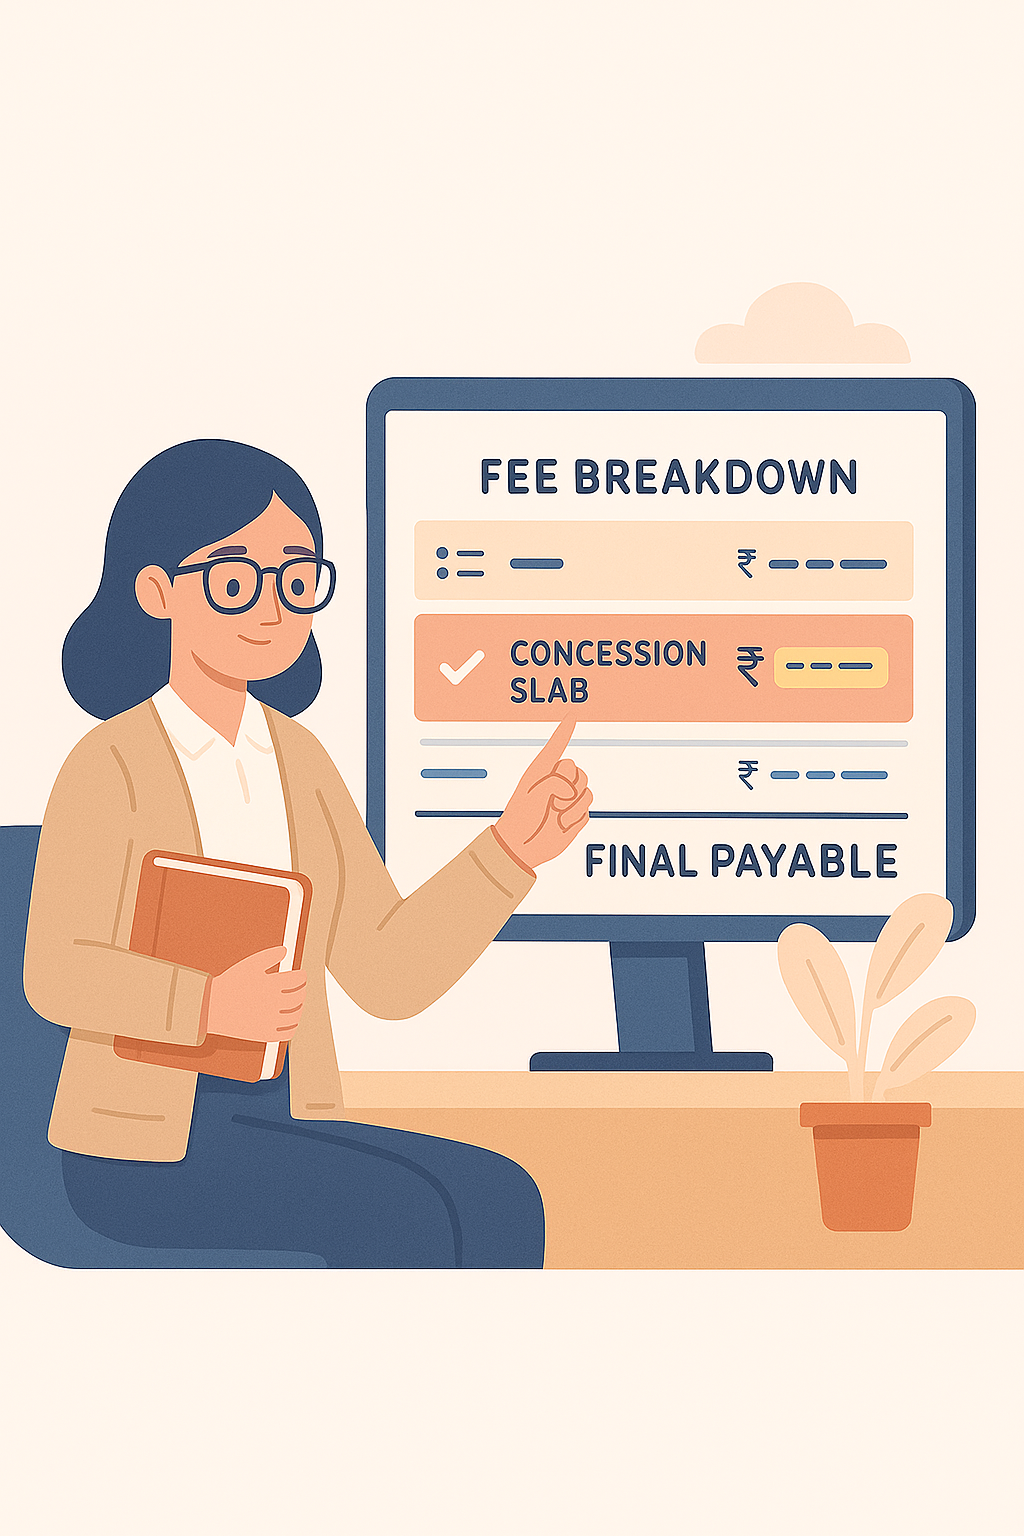 FEE BREAKDOWN
₹
CONCESSION ₹
SLAB
₹
FINAL PAYABLE